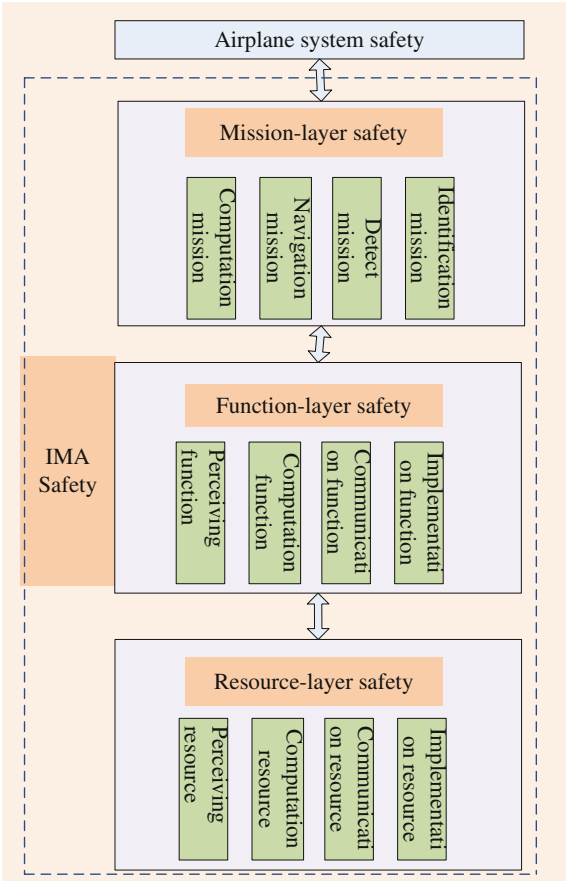 Airplane system safety
Mission-layer safety
Computation
mission
Navigation
mission
Detect
mission
Identification
mission
IMA
Safety
Function-layer safety
Perceiving
function
Computation
function
Communicati
on function
Implementati
on function
Resource-layer safety
Perceiving
resource
Computation
resource
Communicati
on resource
Implementati
on resource